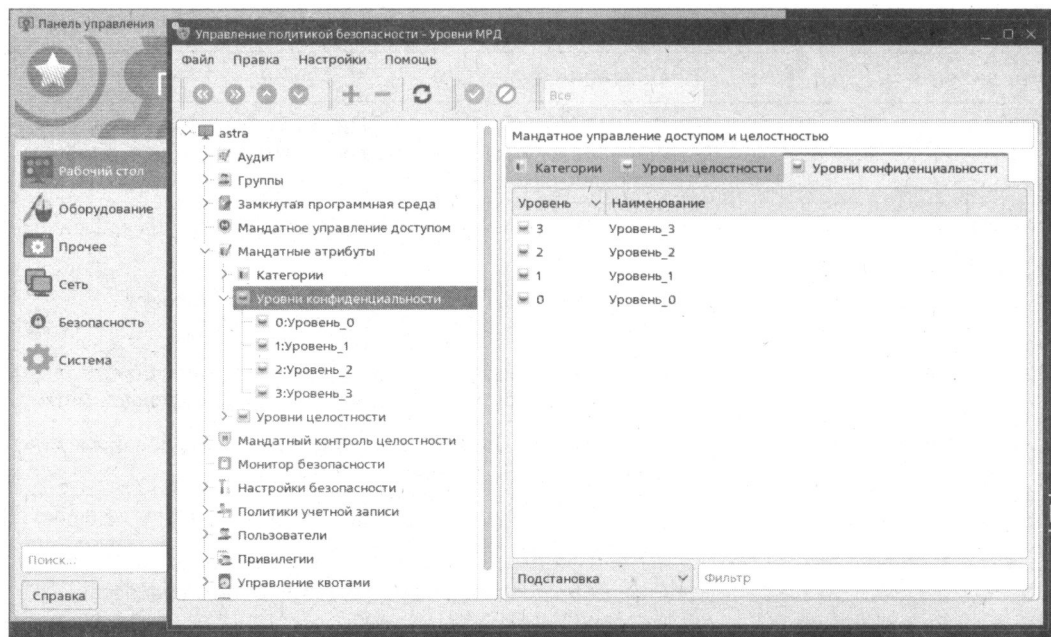 Панель управления
Управление политикой безопасности - Уровни МРД
Файл Правка Настройки Помощь
Все
astra
Аудит
Группы
Замкнутая программная среда
Мандатное управление доступом
Мандатные атрибуты
Категории
Уровни конфиденциальности
0:Уровень_0
1:Уровень_1
2:Уровень_2
3:Уровень_3
Уровни целостности
Мандатный контроль целостности
Монитор безопасности
Настройки безопасности
Политики учетной записи
Пользователи
Привилегии
Управление квотами
Мандатное управление доступом и целостностью
Категории Уровни целостности Уровни конфиденциальности
Уровень Наименование
3 Уровень_3
2 Уровень_2
1 Уровень_1
0 Уровень_0
Подстановка Фильтр
Рабочий стол
Оборудование
Прочее
Сеть
Безопасность
Система
Поиск...
Справка